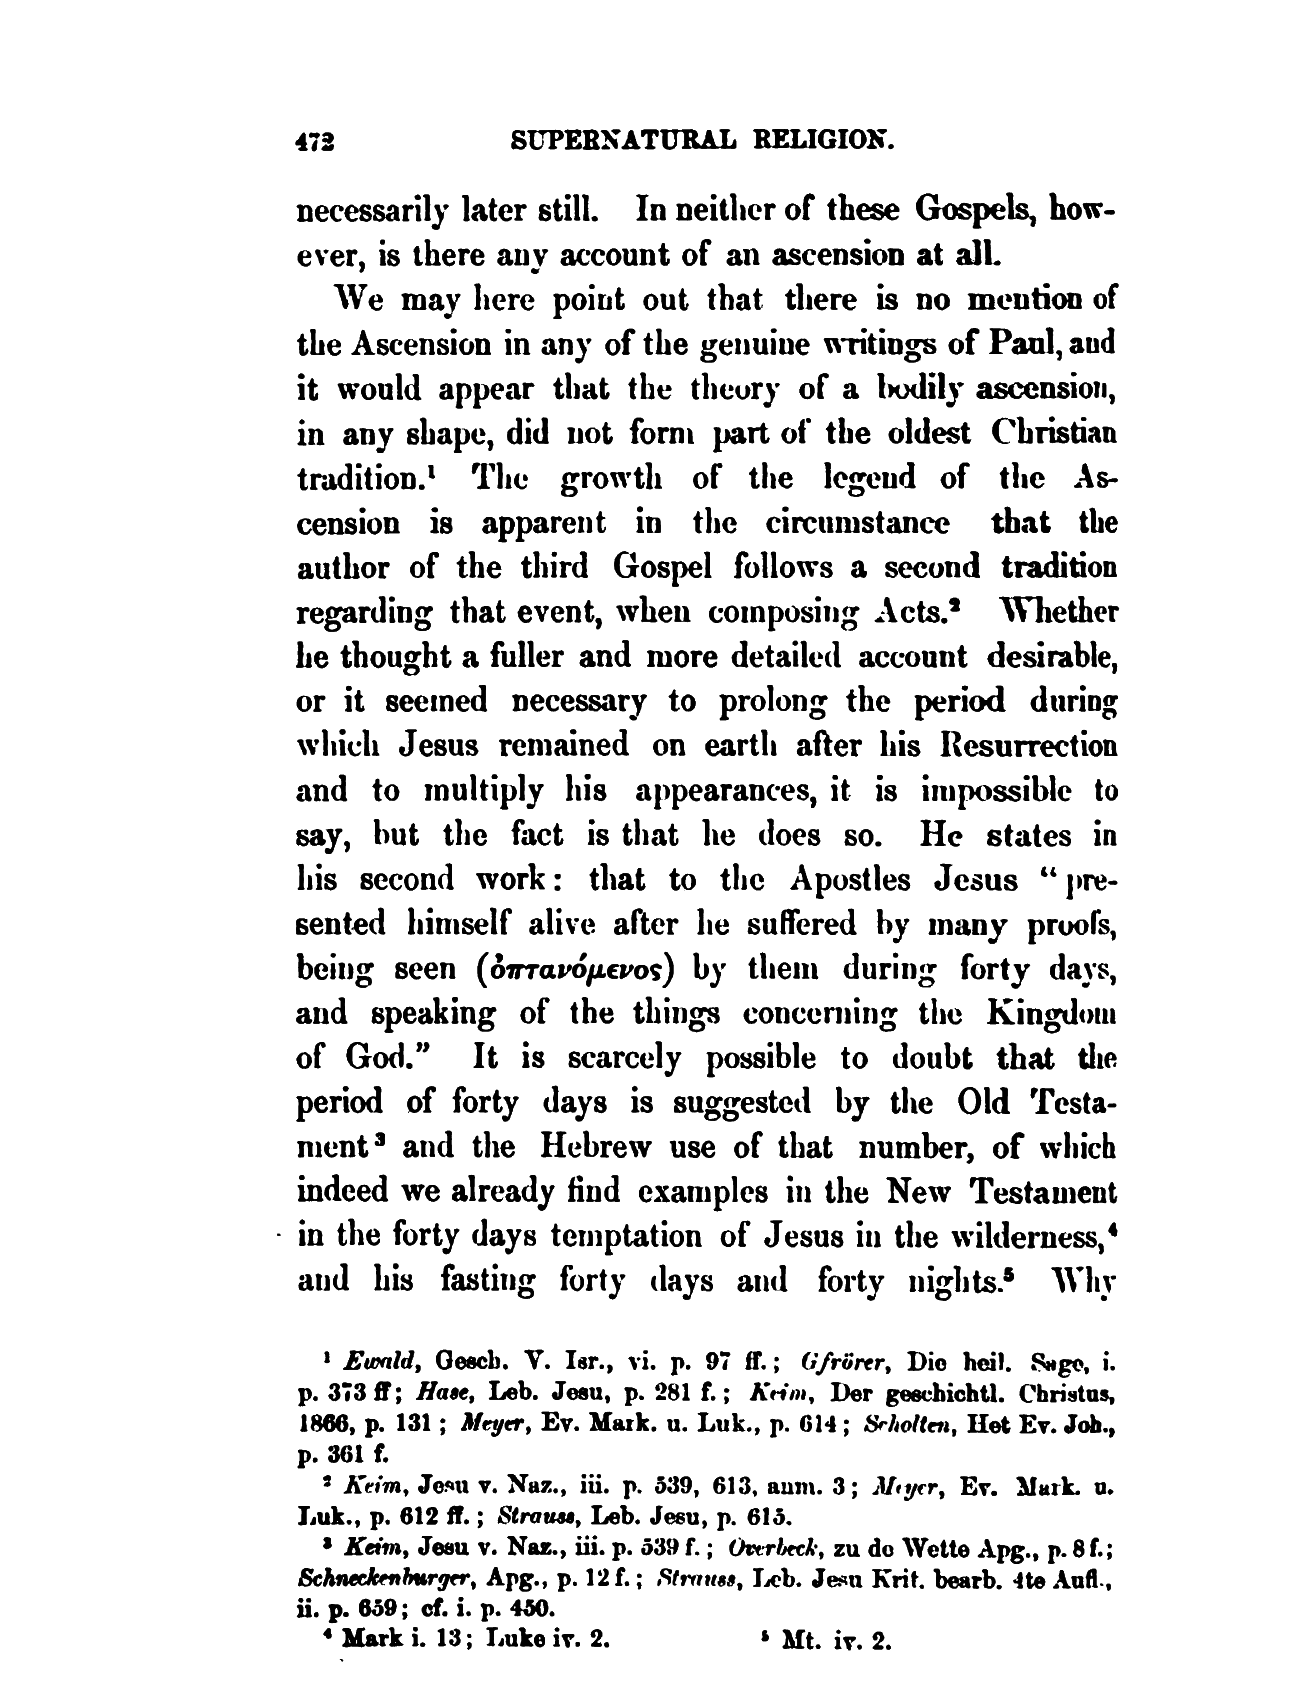 472 SUPERNATURAL RELIGION.
necessarily later still. In neither of these Gospels, how-
ever, is there any account of an ascension at all.
We may here point out that there is no mention of
the Ascension in any of the genuine writings of Paul, and
it would appear that the theory of a bodily ascension,
in any shape, did not form part of the oldest Christian
tradition.¹ The growth of the legend of the As-
cension is apparent in the circumstance that the
author of the third Gospel follows a second tradition
regarding that event, when composing Acts.² Whether
he thought a fuller and more detailed account desirable,
or it seemed necessary to prolong the period during
which Jesus remained on earth after his Resurrection
and to multiply his appearances, it is impossible to
say, but the fact is that he does so. He states in
his second work: that to the Apostles Jesus “pre-
sented himself alive after he suffered by many proofs,
being seen (ὀπτανόμενος) by them during forty days,
and speaking of the things concerning the Kingdom
of God.” It is scarcely possible to doubt that the
period of forty days is suggested by the Old Testa-
ment³ and the Hebrew use of that number, of which
indeed we already find examples in the New Testament
in the forty days temptation of Jesus in the wilderness,⁴
and his fasting forty days and forty nights.⁵ Why
¹ Ewald, Gesch. V. Isr., vi. p. 97 ff.; Gfrörer, Die heil. Sage, i.
p. 373 ff; Hase, Leb. Jesu, p. 281 f.; Keim, Der geschichtl. Christus,
1866, p. 131; Meyer, Ev. Mark. u. Luk., p. 614; Scholten, Het Ev. Joh.,
p. 361 f.
² Keim, Jesu v. Naz., iii. p. 539, 613, anm. 3; Meyer, Ev. Mark. u.
Luk., p. 612 ff.; Strauss, Leb. Jesu, p. 615.
³ Keim, Jesu v. Naz., iii. p. 539 f.; Overbeck, zu de Wette Apg., p. 8 f.;
Schneckenburger, Apg., p. 12 f.; Strauss, Leb. Jesu Krit. bearb. 4te Aufl.,
ii. p. 659; cf. i. p. 450.
⁴ Mark i. 13; Luke iv. 2. ⁵ Mt. iv. 2.